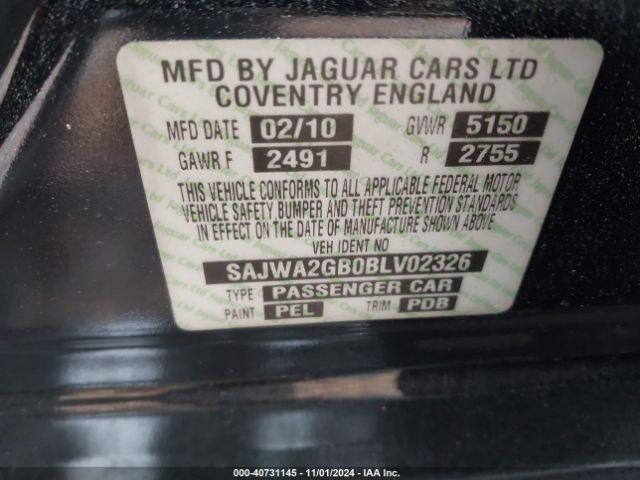 MFD BY JAGUAR CARS LTD
COVENTRY ENGLAND
MFD DATE 02/10 GVWR 5150
GAWR F 2491 R 2755
THIS VEHICLE CONFORMS TO ALL APPLICABLE FEDERAL MOTOR
VEHICLE SAFETY BUMPER AND THEFT PREVENTION STANDARDS
IN EFFECT ON THE DATE OF MANUFACTURE SHOWN ABOVE
VEH IDENT NO
SAJWA2GB0BLV02326
TYPE PASSENGER CAR
PAINT PEL TRIM PDB
000-40731145 - 11/01/2024 - IAA Inc.